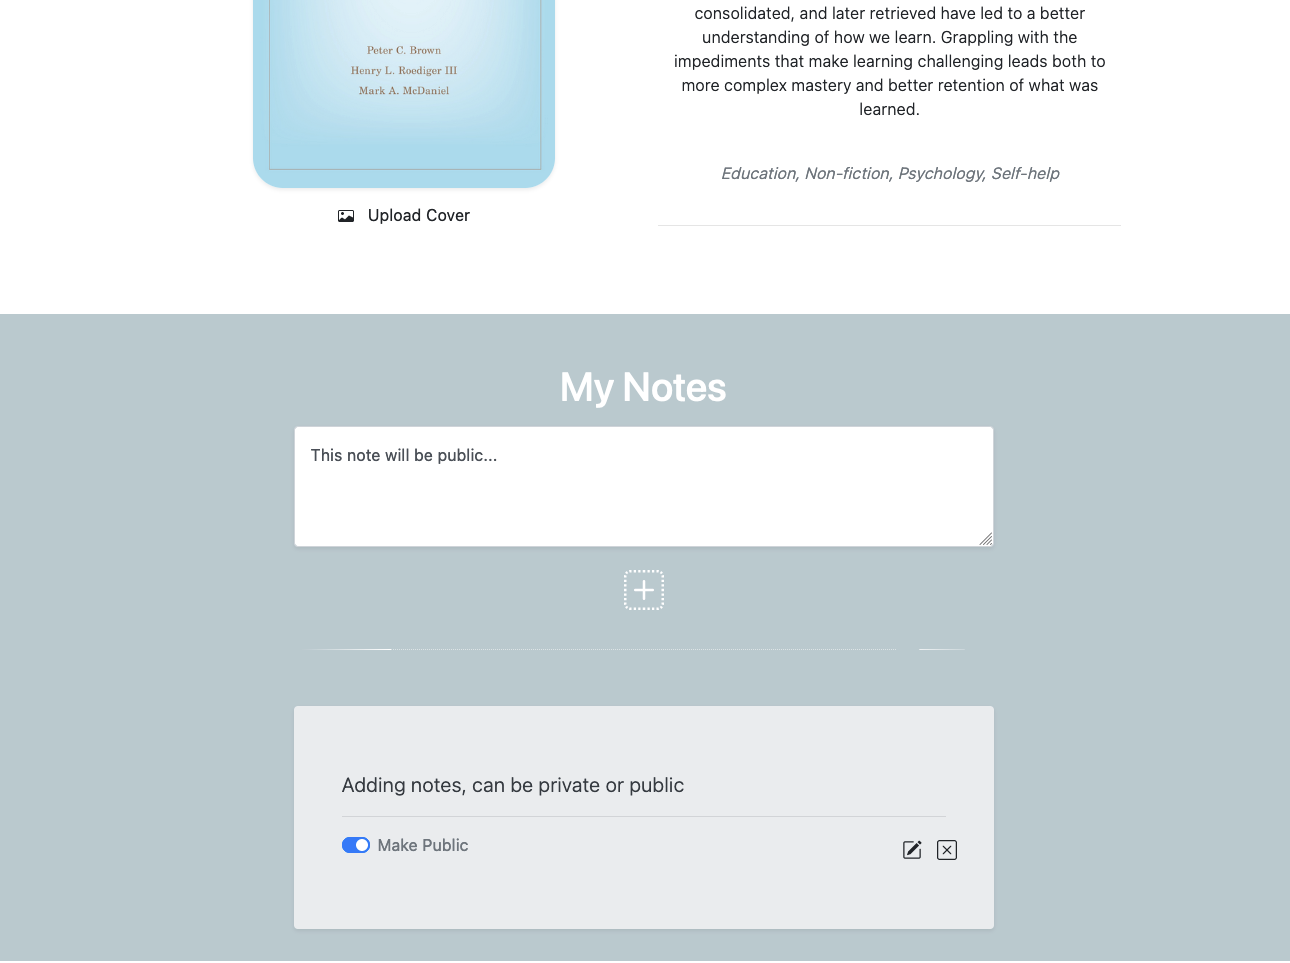 Peter C. Brown
Henry L. Roediger III
Mark A. McDaniel
Upload Cover
consolidated, and later retrieved have led to a better
understanding of how we learn. Grappling with the
impediments that make learning challenging leads both to
more complex mastery and better retention of what was
learned.
Education, Non-fiction, Psychology, Self-help
My Notes
This note will be public...
Adding notes, can be private or public
Make Public